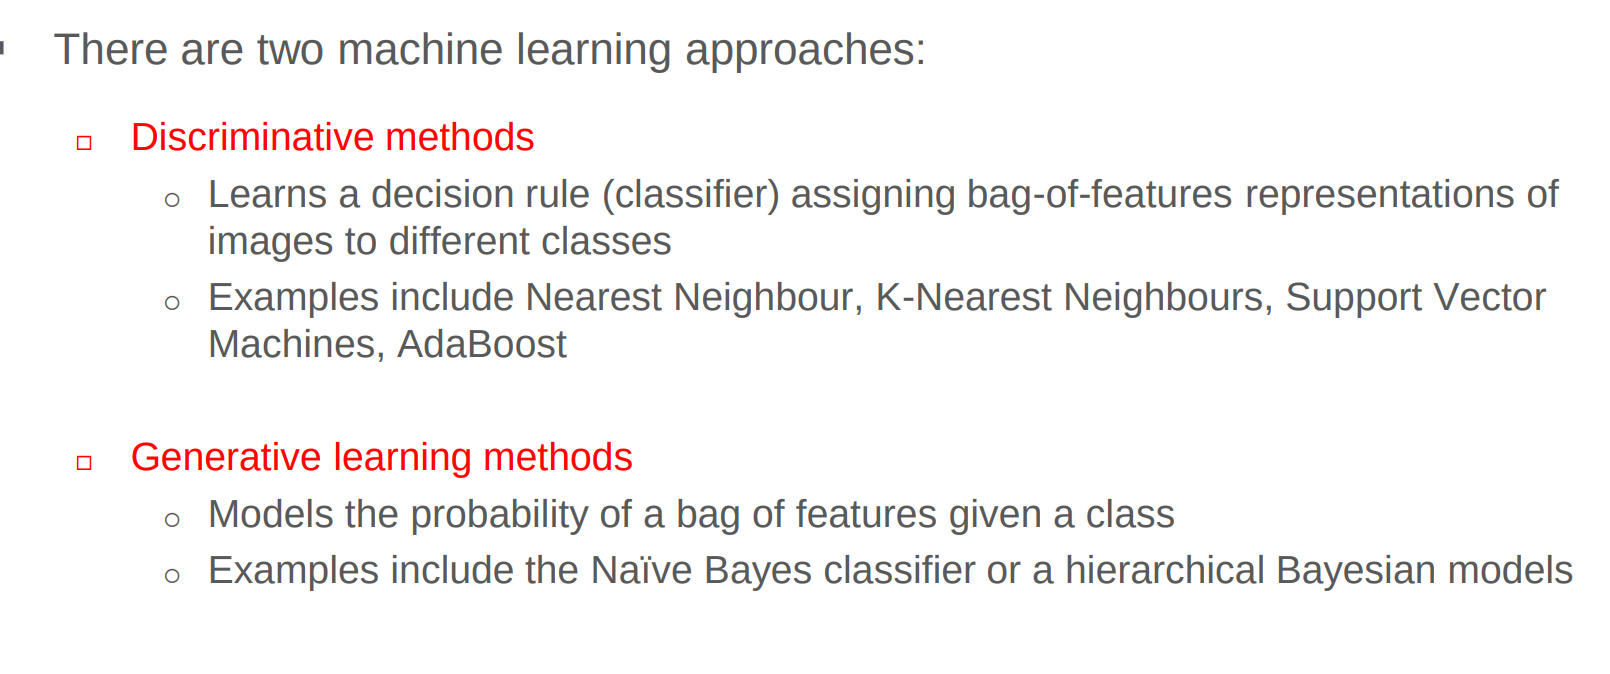 There are two machine learning approaches:
Discriminative methods
Learns a decision rule (classifier) assigning bag-of-features representations of
images to different classes
Examples include Nearest Neighbour, K-Nearest Neighbours, Support Vector
Machines, AdaBoost
Generative learning methods
Models the probability of a bag of features given a class
Examples include the Naïve Bayes classifier or a hierarchical Bayesian models